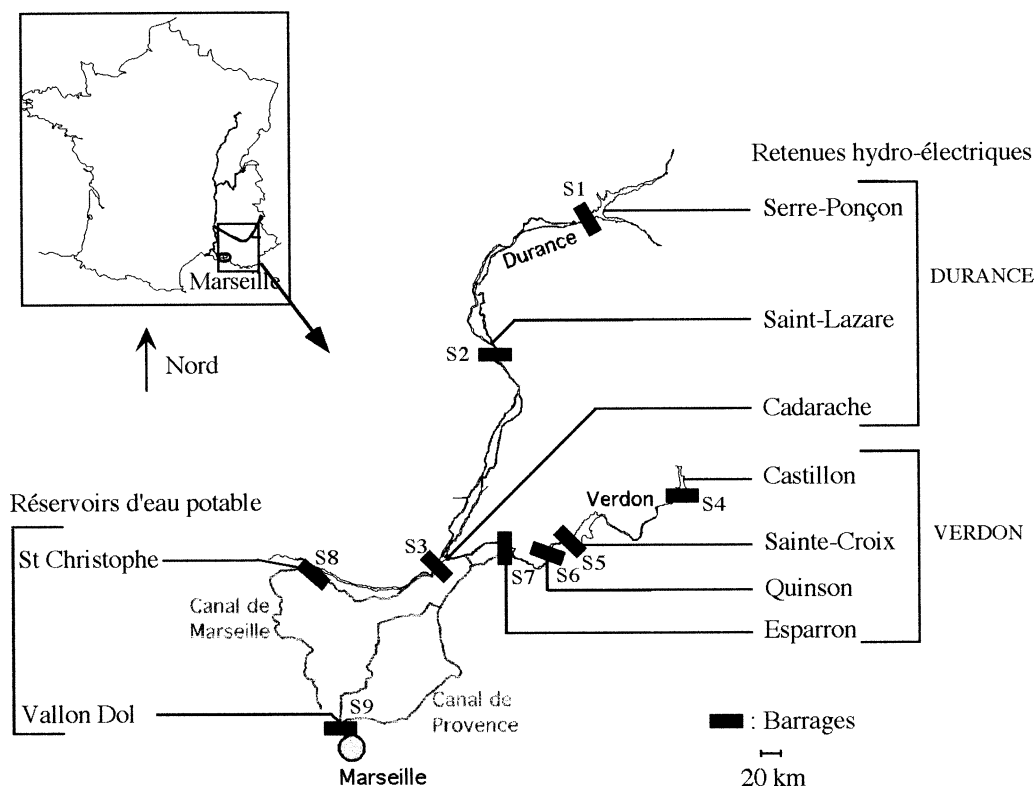 Marseille
Nord
Retenues hydro-électriques
S1
Serre-Ponçon
Durance
DURANCE
Saint-Lazare
S2
Cadarache
Castillon
Verdon
S4
VERDON
Réservoirs d'eau potable
St Christophe
S8
S3
S7
S6
S5
Sainte-Croix
Quinson
Esparron
Canal de
Marseille
Canal de
Provence
Vallon Dol
S9
Marseille
: Barrages
20 km